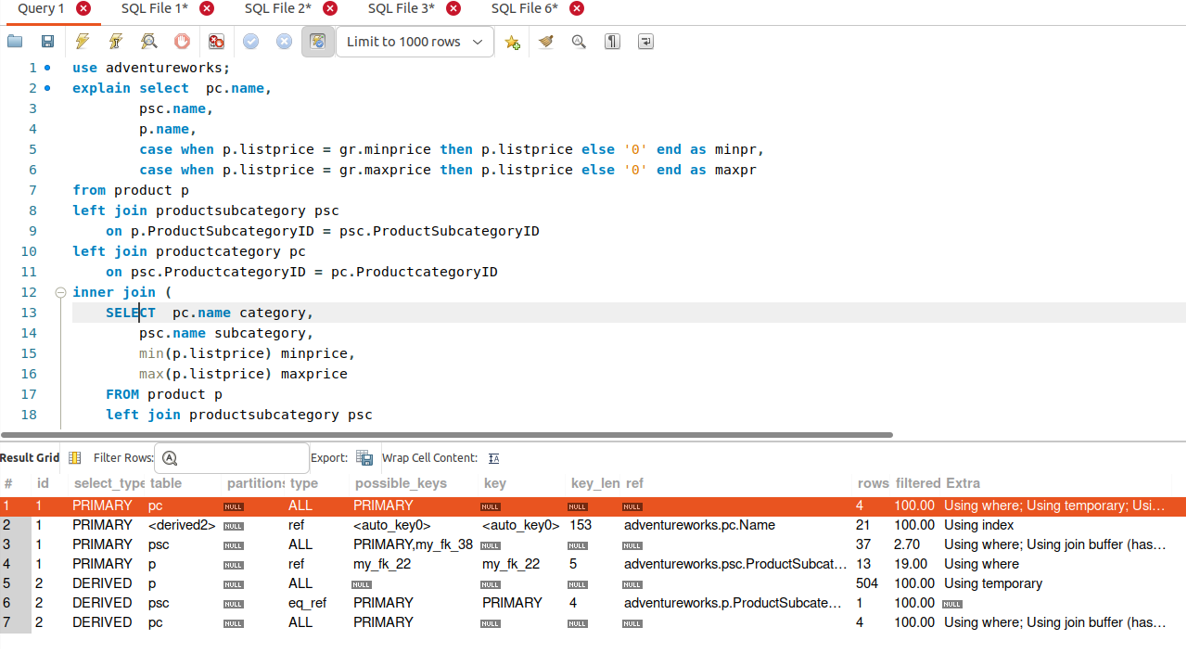 Query 1 SQL File 1* SQL File 2* SQL File 3* SQL File 6*
Limit to 1000 rows
1 use adventureworks;
2 explain select  pc.name,
3 psc.name,
4 p.name,
5 case when p.listprice = gr.minprice then p.listprice else '0' end as minpr,
6 case when p.listprice = gr.maxprice then p.listprice else '0' end as maxpr
7 from product p
8 left join productsubcategory psc
9 on p.ProductSubcategoryID = psc.ProductSubcategoryID
10 left join productcategory pc
11 on psc.ProductcategoryID = pc.ProductcategoryID
12 inner join (
13 SELECT  pc.name category,
14 psc.name subcategory,
15 min(p.listprice) minprice,
16 max(p.listprice) maxprice
17 FROM product p
18 left join productsubcategory psc
Result Grid Filter Rows: Export: Wrap Cell Content: IA
# id select_type table partitions type possible_keys key key_len ref rows filtered Extra
1 1 PRIMARY pc NULL ALL PRIMARY NULL NULL NULL 4 100.00 Using where; Using temporary; Usi...
2 1 PRIMARY <derived2> NULL ref <auto_key0> <auto_key0> 153 adventureworks.pc.Name 21 100.00 Using index
3 1 PRIMARY psc NULL ALL PRIMARY,my_fk_38 NULL NULL NULL 37 2.70 Using where; Using join buffer (has...
4 1 PRIMARY p NULL ref my_fk_22 my_fk_22 5 adventureworks.psc.ProductSubcat... 13 19.00 Using where
5 2 DERIVED p NULL ALL NULL NULL NULL NULL 504 100.00 Using temporary
6 2 DERIVED psc NULL eq_ref PRIMARY PRIMARY 4 adventureworks.p.ProductSubcate... 1 100.00 NULL
7 2 DERIVED pc NULL ALL PRIMARY NULL NULL NULL 4 100.00 Using where; Using join buffer (has...